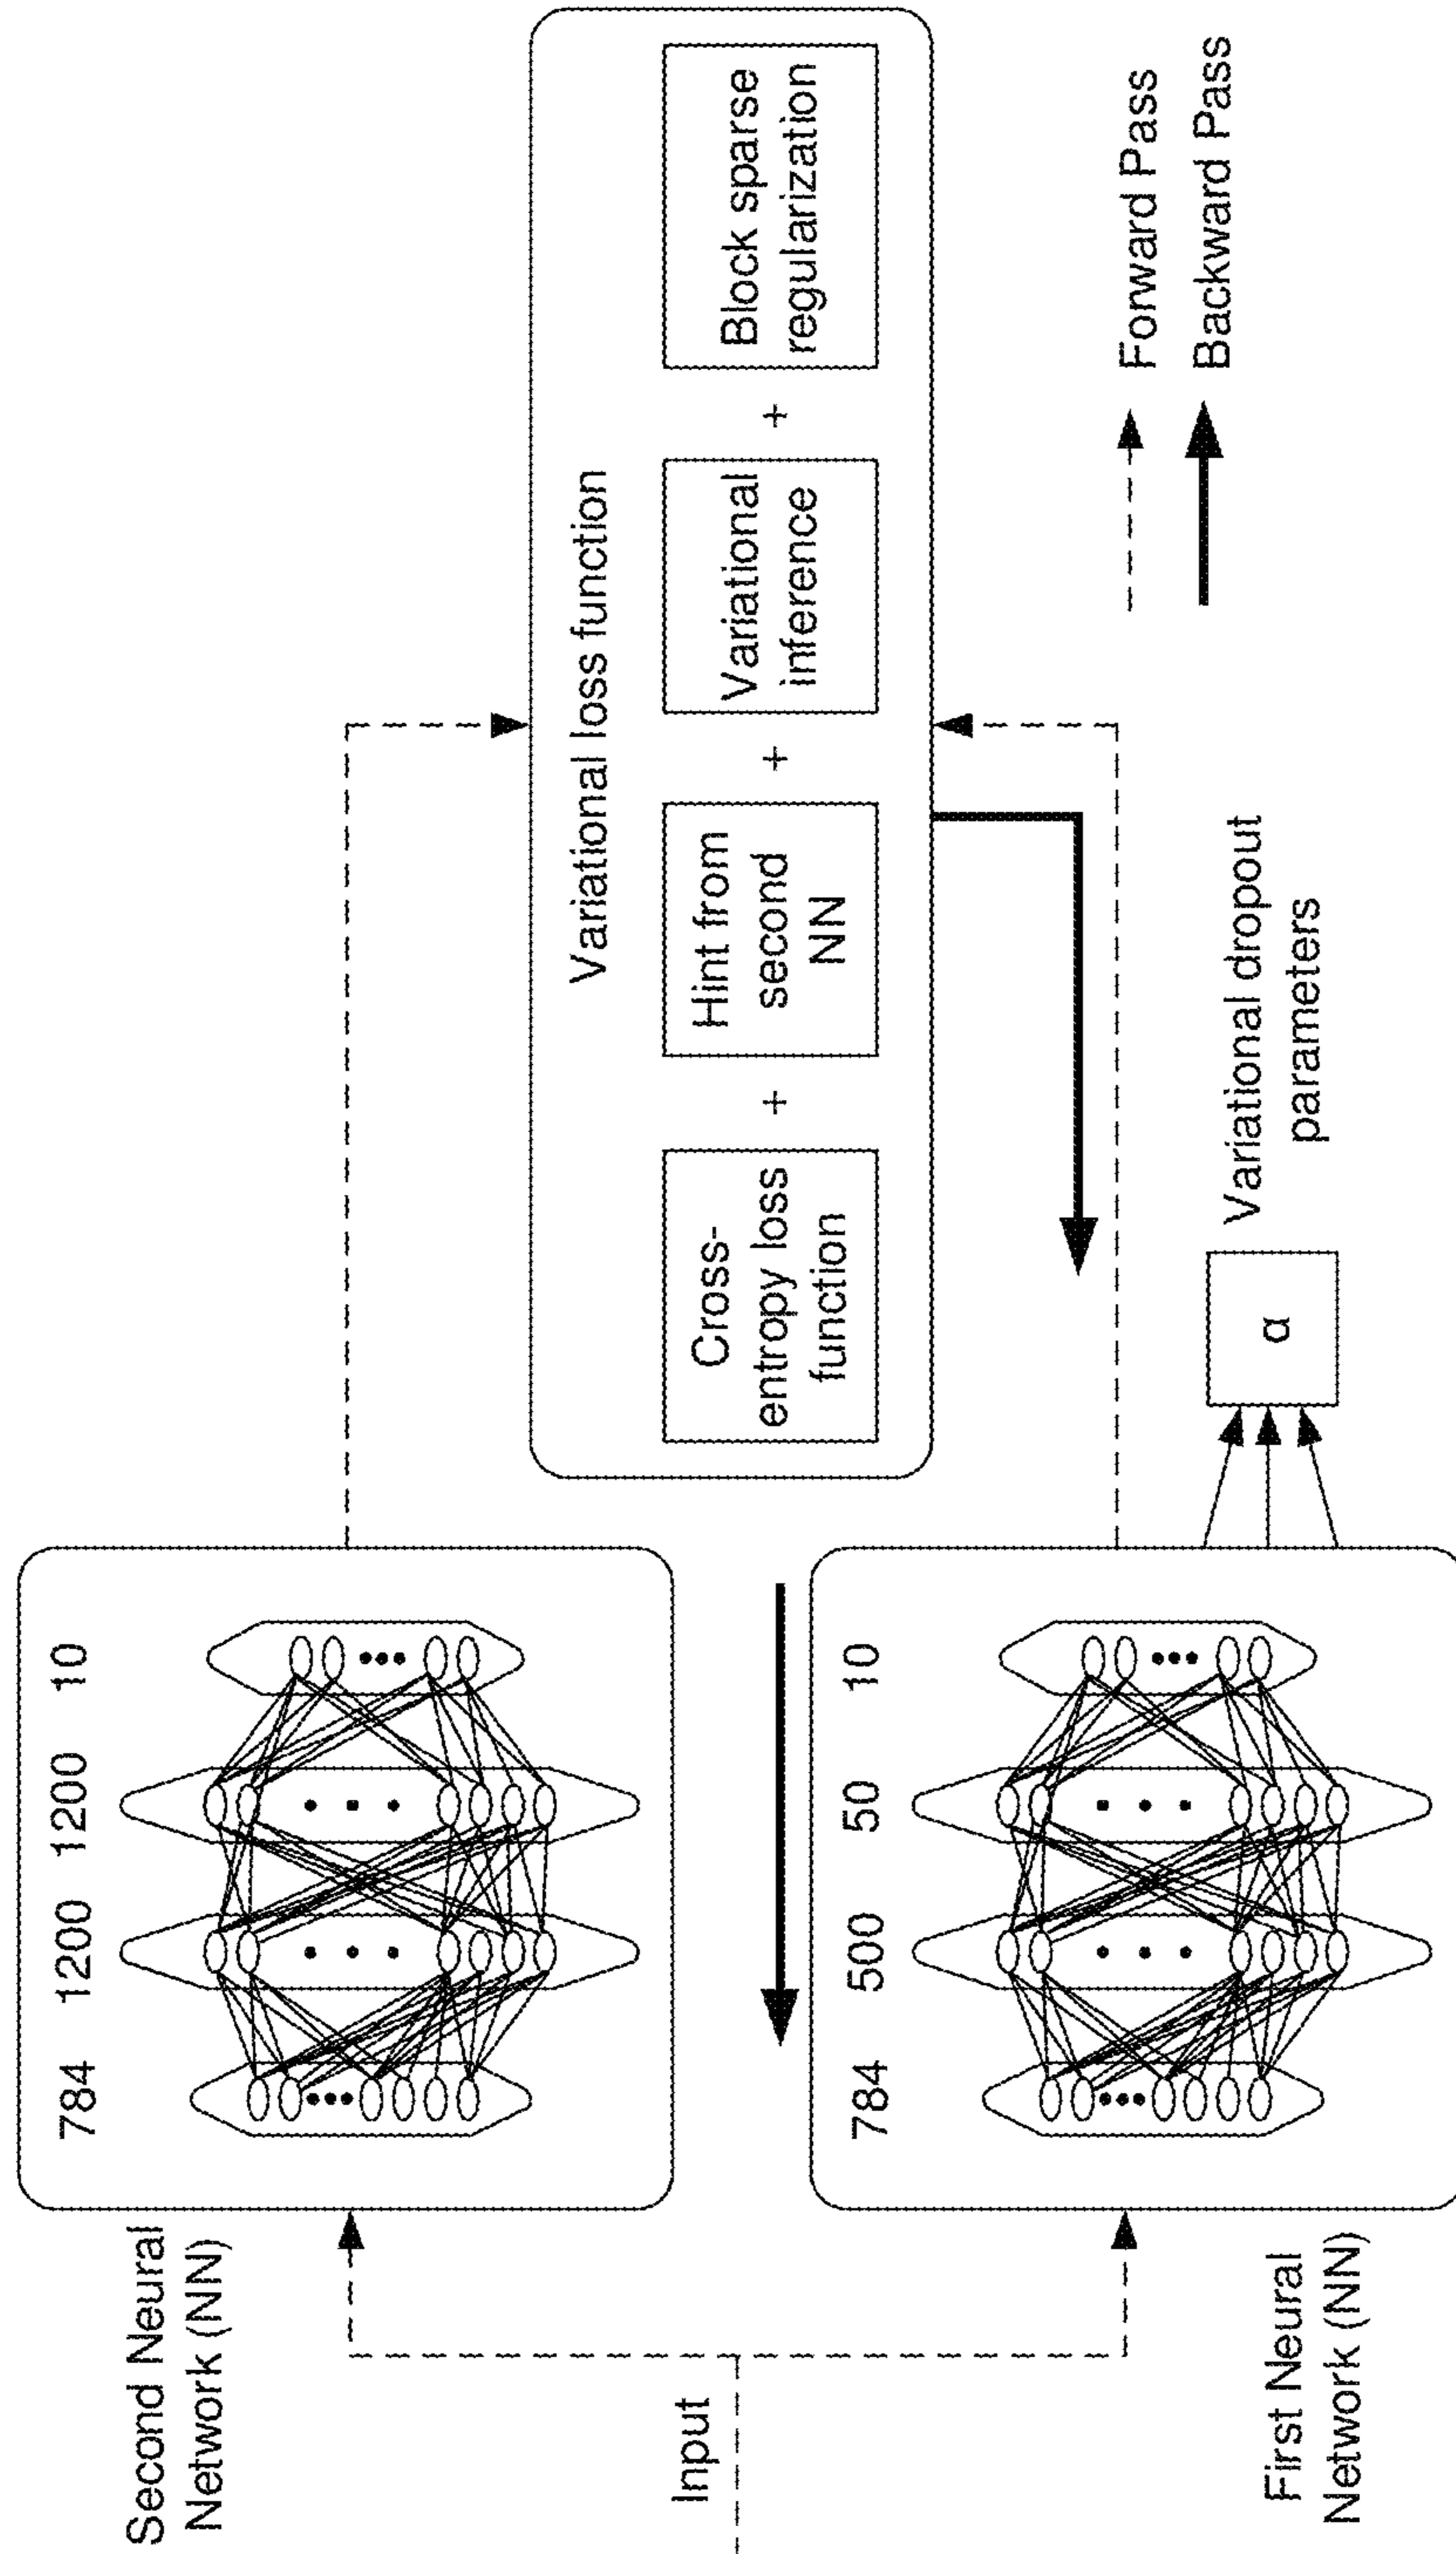 Second Neural
Network (NN)
784
1200
1200
10
Input
First Neural
Network (NN)
784
500
50
10
Variational loss function
Cross-
entropy loss
function
+
Hint from
second
NN
+
Variational
inference
+
Block sparse
regularization
α
Variational dropout
parameters
Forward Pass
Backward Pass